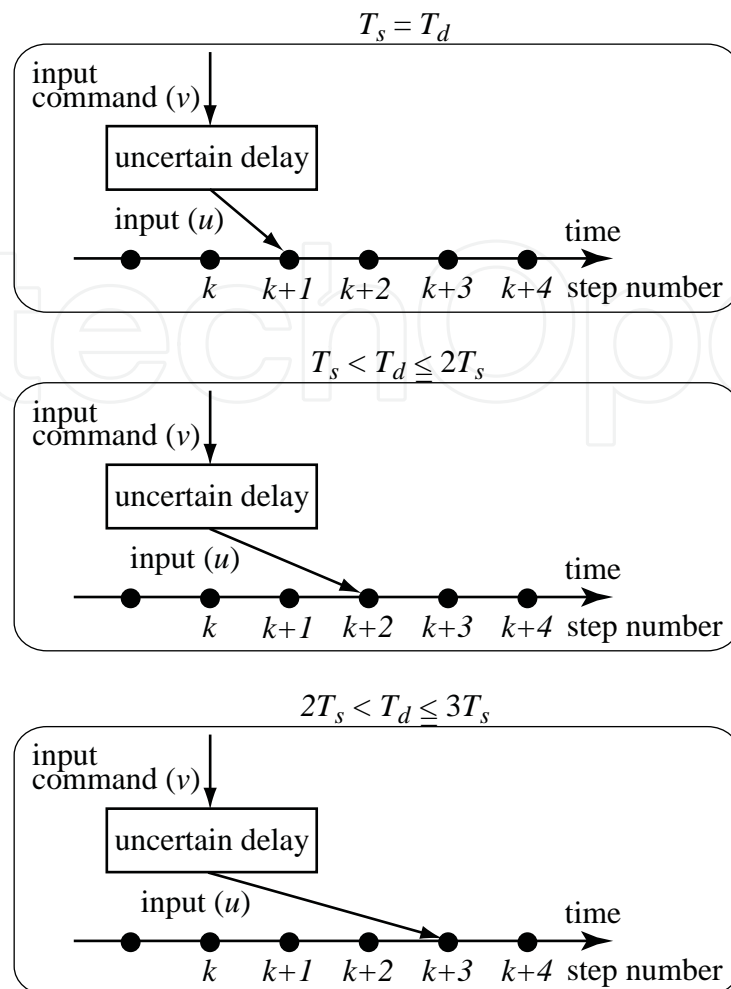 T_s = T_d
input
command (v)
uncertain delay
input (u)
time
k k+1 k+2 k+3 k+4 step number
T_s < T_d ≦ 2T_s
input
command (v)
uncertain delay
input (u)
time
k k+1 k+2 k+3 k+4 step number
2T_s < T_d ≦ 3T_s
input
command (v)
uncertain delay
input (u)
time
k k+1 k+2 k+3 k+4 step number
techOp